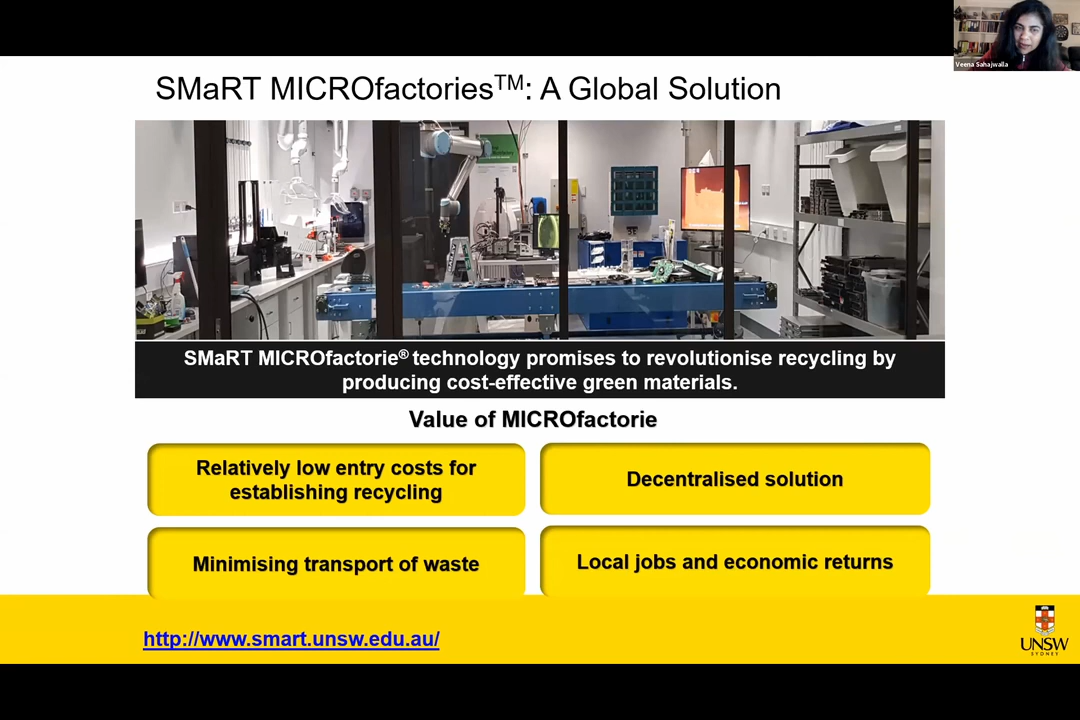 Veena Sahajwalla
SMaRT MICROfactories™: A Global Solution
SMaRT MICROfactorie® technology promises to revolutionise recycling by
producing cost-effective green materials.
Value of MICROfactorie
Relatively low entry costs for
establishing recycling
Decentralised solution
Minimising transport of waste
Local jobs and economic returns
http://www.smart.unsw.edu.au/
UNSW
SYDNEY